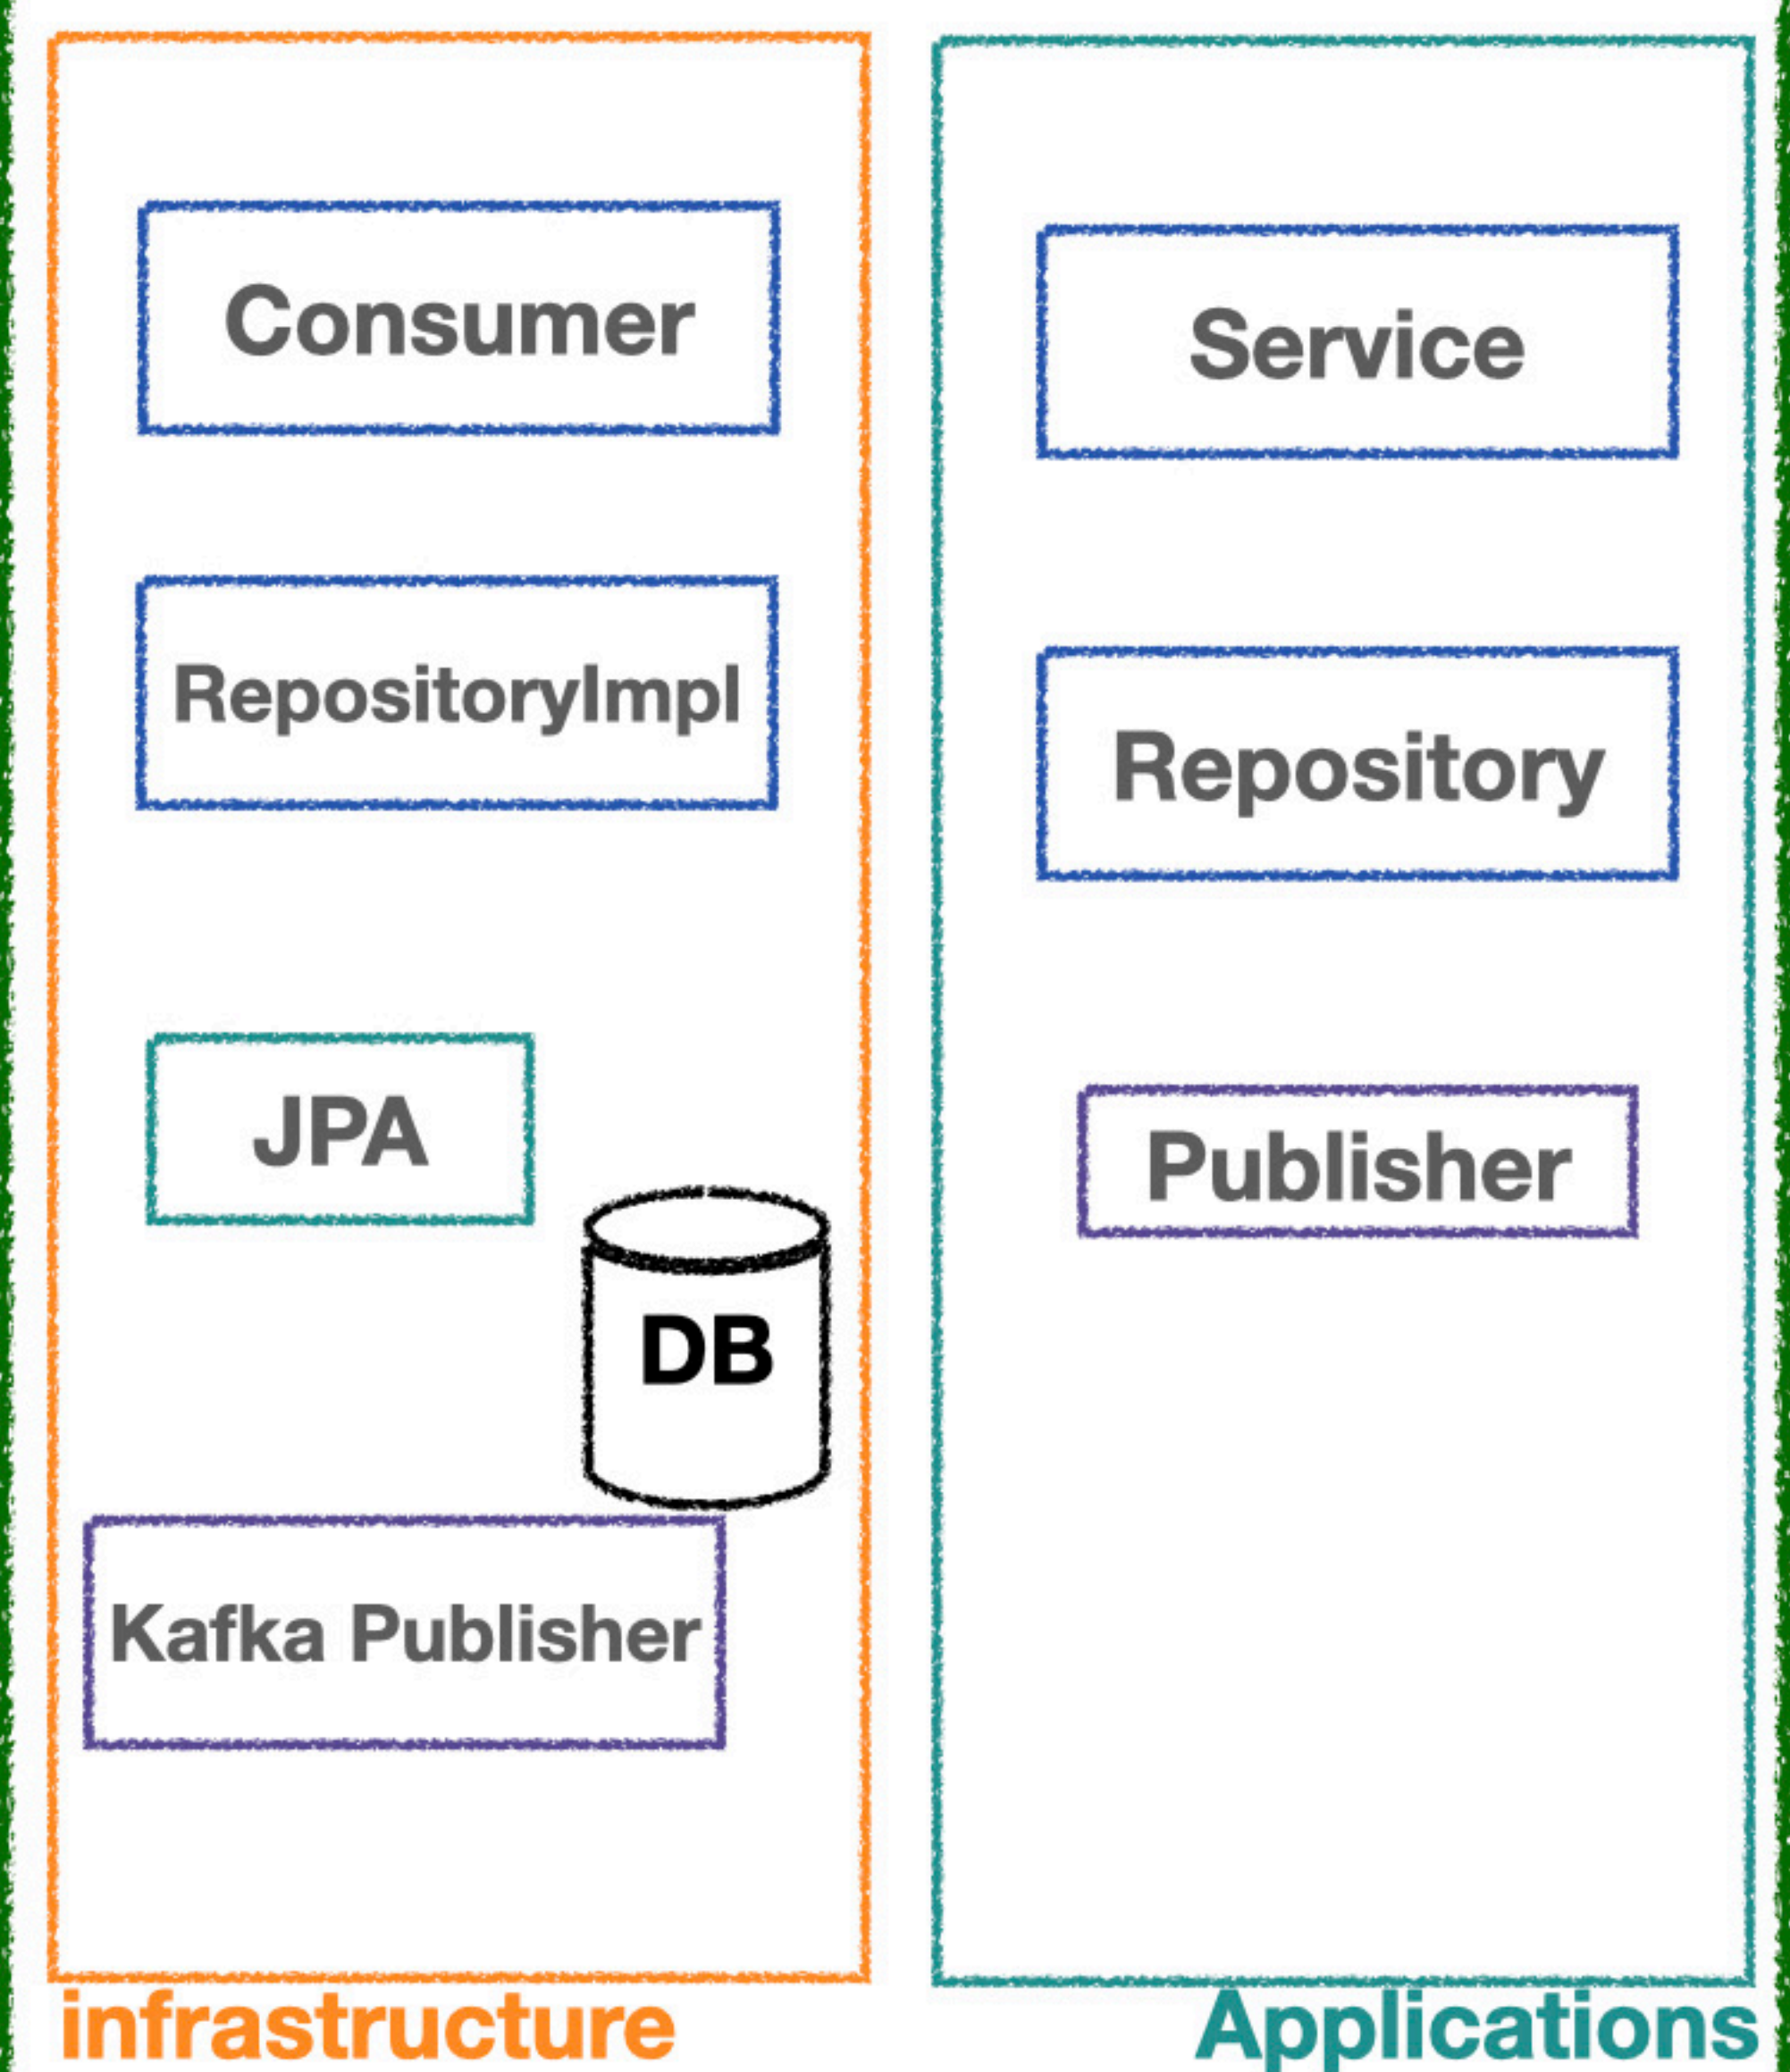 Consumer
RepositoryImpl
JPA
DB
Kafka Publisher
infrastructure
Service
Repository
Publisher
Applications